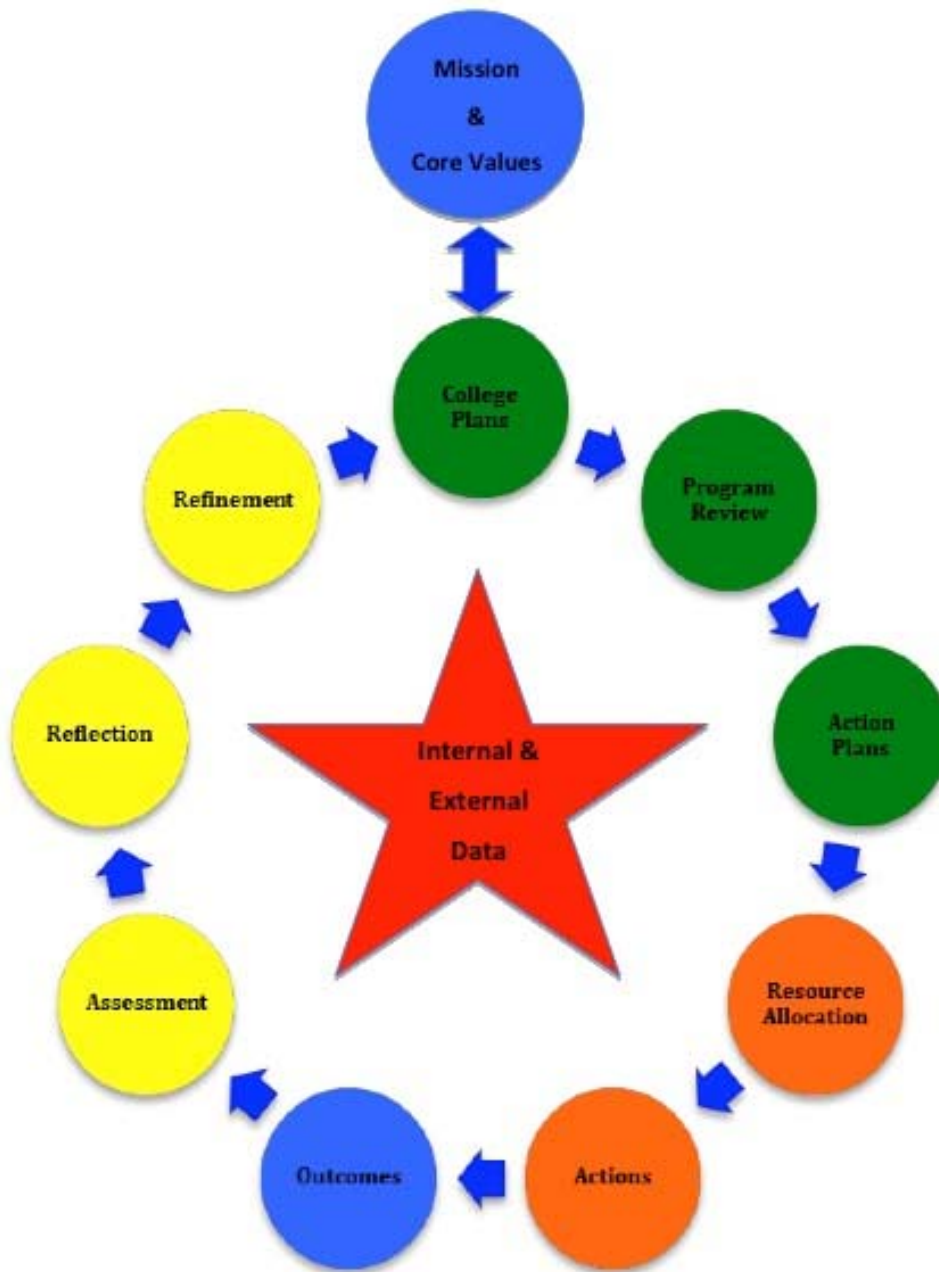 Mission
&
Core Values
College
Plans
Program
Review
Action
Plans
Resource
Allocation
Actions
Outcomes
Assessment
Reflection
Refinement
Internal &
External
Data